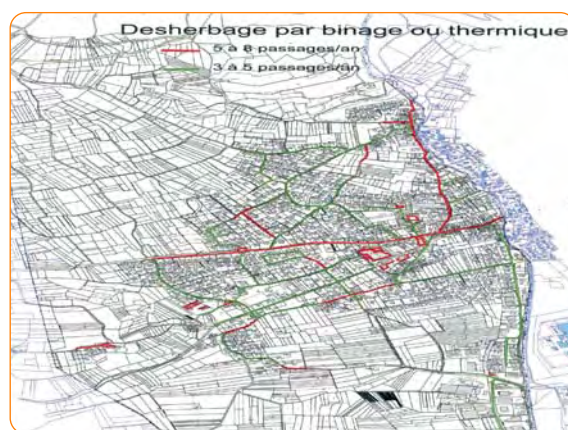 Desherbage par binage ou thermique
5 à 8 passages/an
3 à 5 passages/an